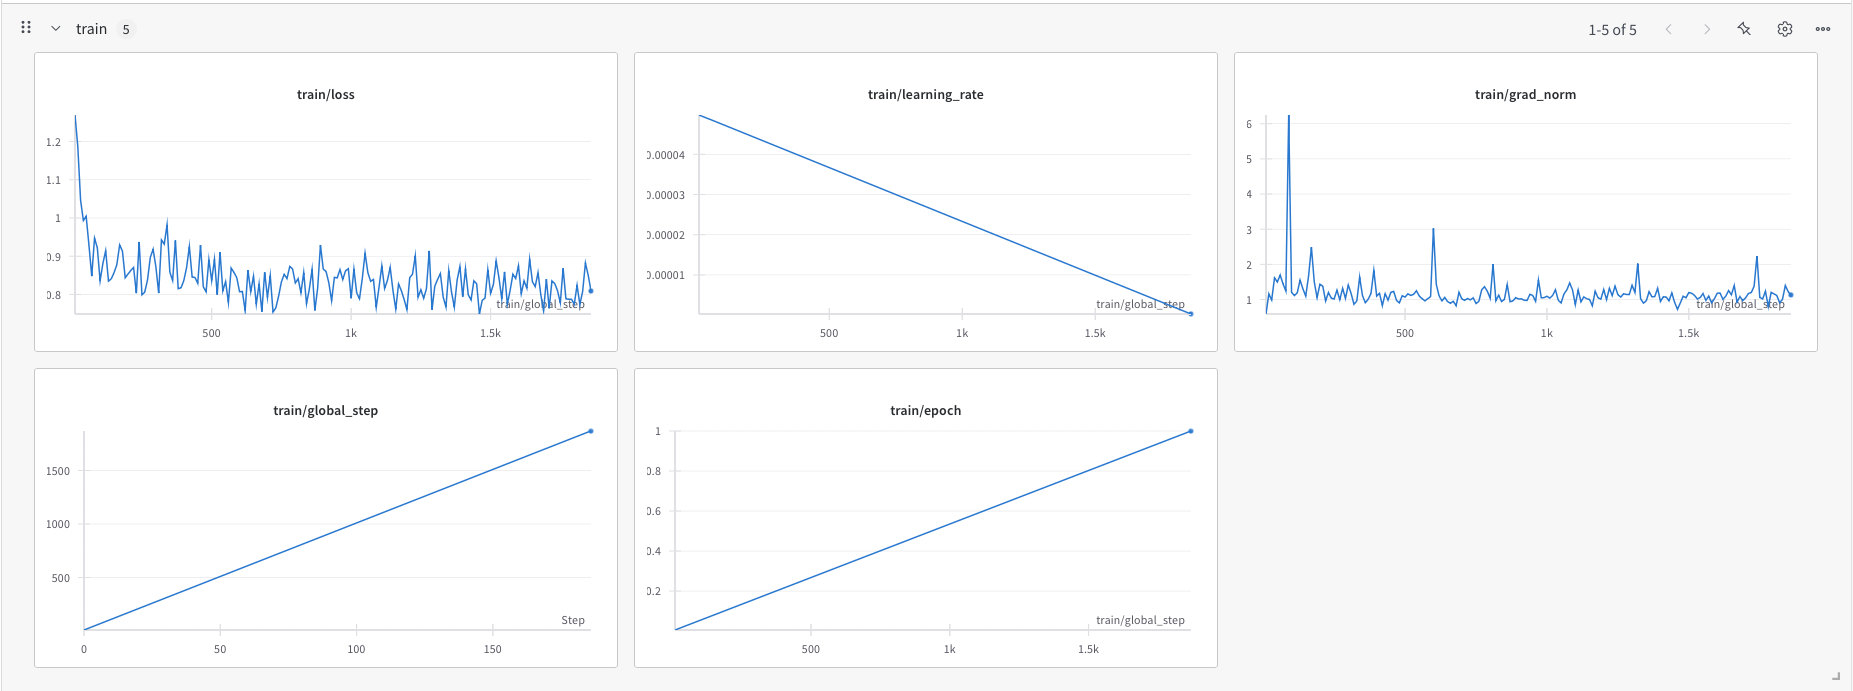 train 5
1-5 of 5
train/loss
1.2
1.1
1
0.9
0.8
500
1k
1.5k
train/global_step
train/learning_rate
0.00004
0.00003
0.00002
0.00001
500
1k
1.5k
train/global_step
train/grad_norm
6
5
4
3
2
1
500
1k
1.5k
train/global_step
train/global_step
1500
1000
500
0
50
100
150
Step
train/epoch
1
0.8
0.6
0.4
0.2
500
1k
1.5k
train/global_step